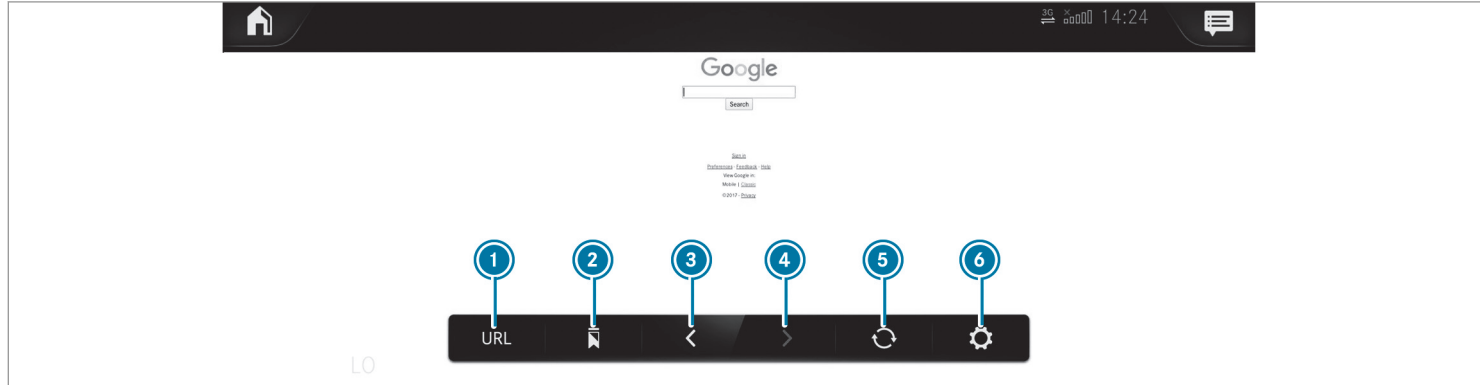 3G 14:24
Google
Search
Sign in
Preferences - Feedback - Help
View Google in:
Mobile | Classic
©2017 - Privacy
1 2 3 4 5 6
URL
LO